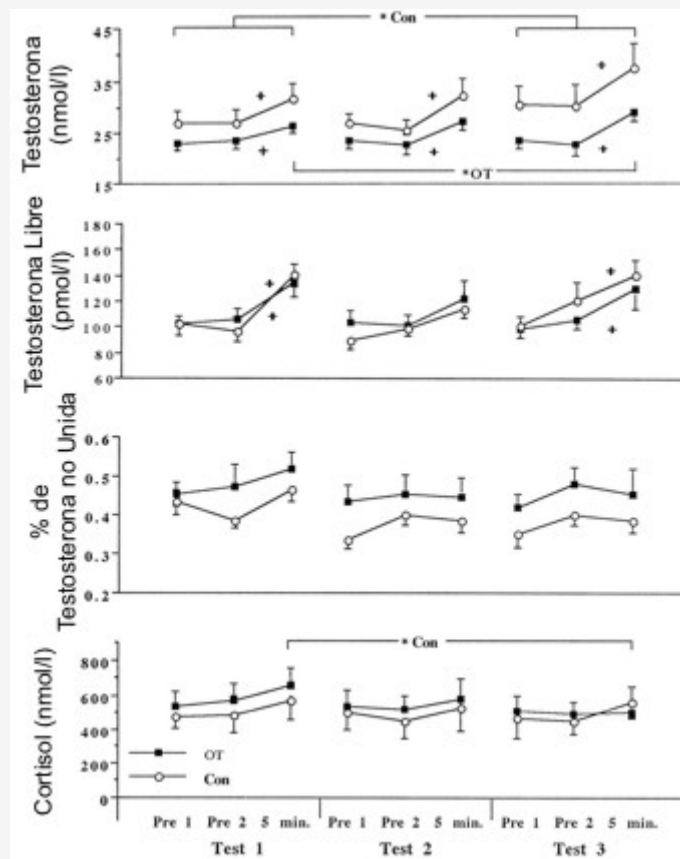 Testosterona
(nmol/l)
45
35
25
15
* Con
+
+
+
+
+
+
*OT
Testosterona Libre
(pmol/l)
180
160
140
120
100
80
60
+
+
+
+
% de
Testosterona no Unida
0.6
0.5
0.4
0.3
0.2
Cortisol (nmol/l)
800
600
400
200
0
* Con
OT
Con
Pre 1 Pre 2 5 min. Pre 1 Pre 2 5 min. Pre 1 Pre 2 5 min.
Test 1 Test 2 Test 3